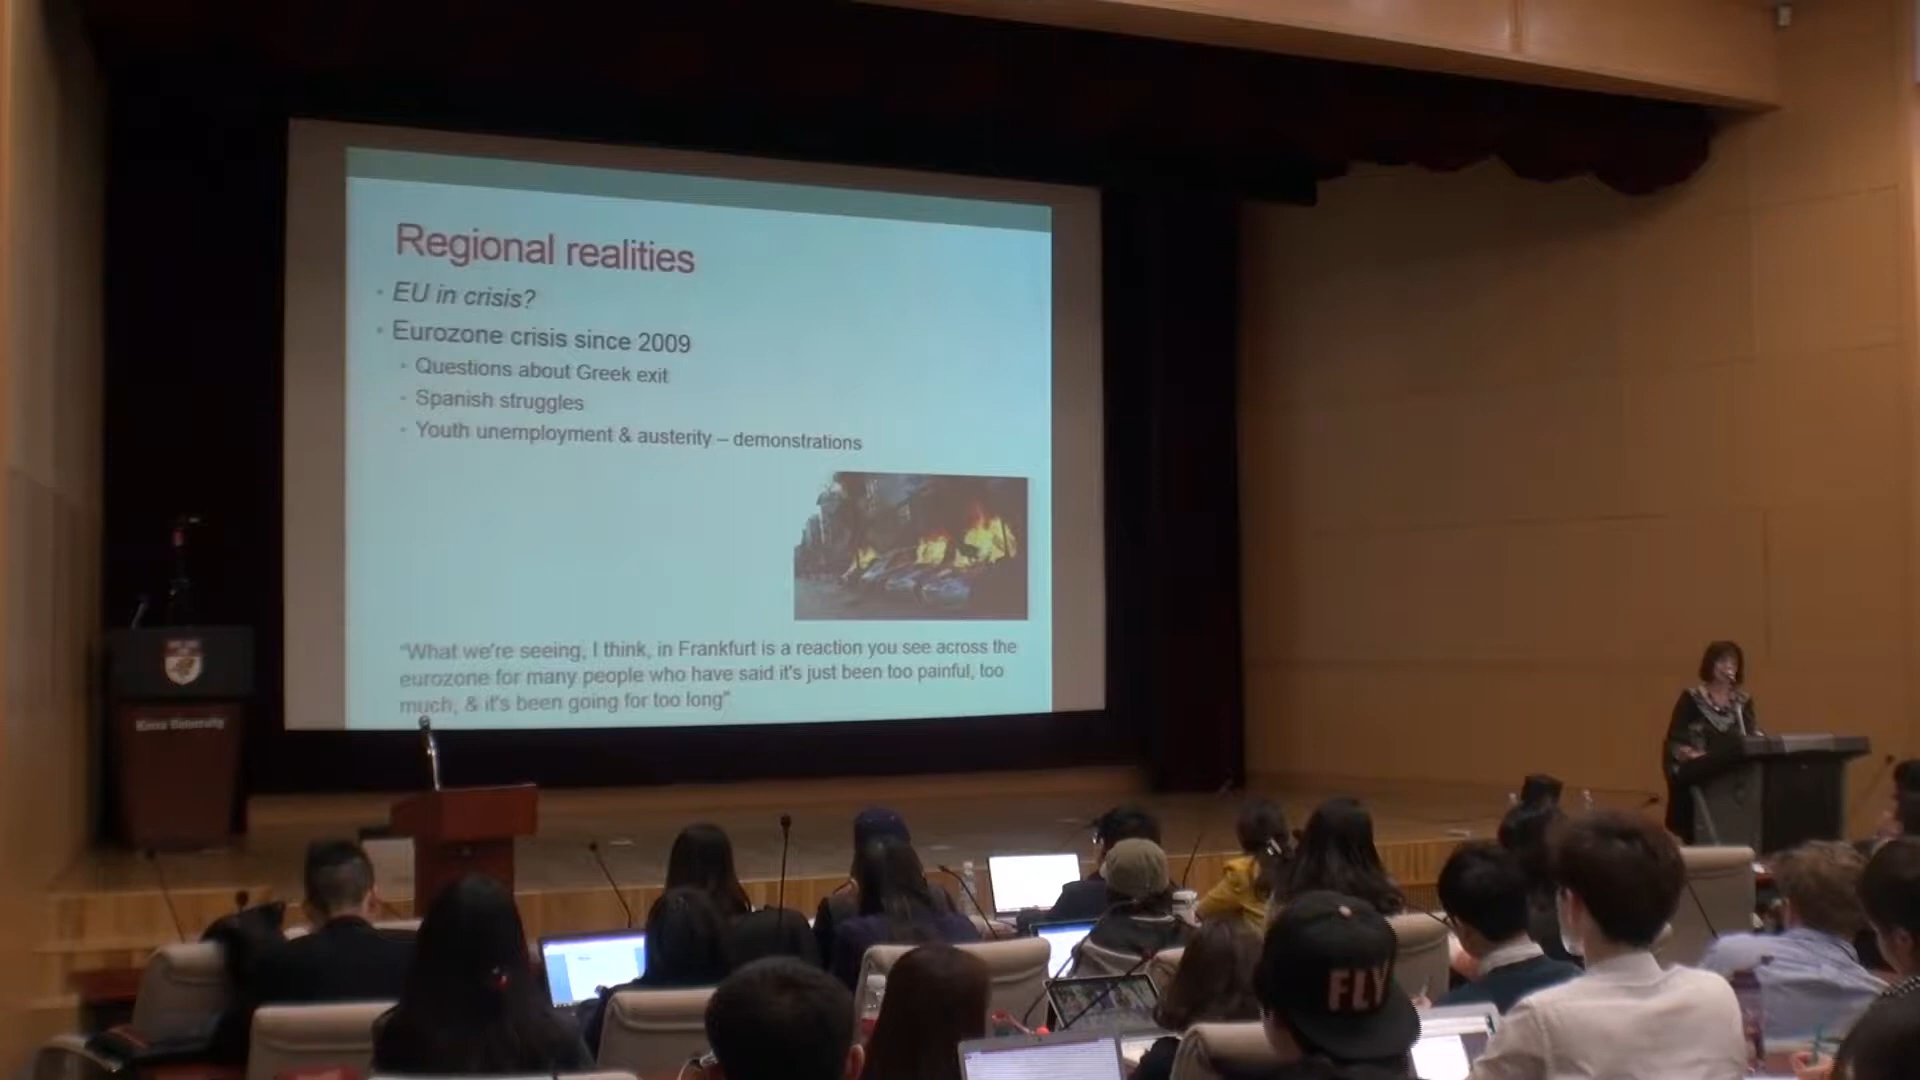 Regional realities
EU in crisis?
Eurozone crisis since 2009
Questions about Greek exit
Spanish struggles
Youth unemployment & austerity – demonstrations
"What we're seeing, I think, in Frankfurt is a reaction you see across the
eurozone for many people who have said it's just been too painful, too
much, & it's been going for too long"
Korea University
FLY